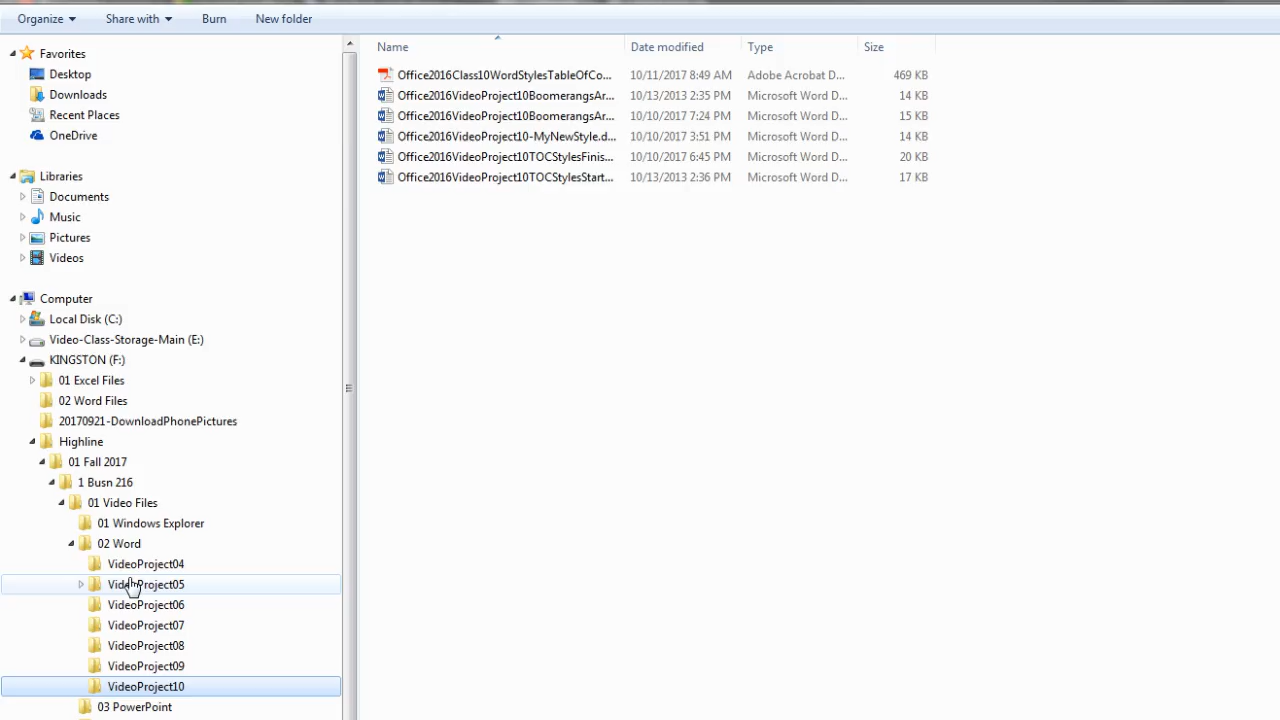 Organize Share with Burn New folder
Favorites
Desktop
Downloads
Recent Places
OneDrive
Libraries
Documents
Music
Pictures
Videos
Computer
Local Disk (C:)
Video-Class-Storage-Main (E:)
KINGSTON (F:)
01 Excel Files
02 Word Files
20170921-DownloadPhonePictures
Highline
01 Fall 2017
1 Busn 216
01 Video Files
01 Windows Explorer
02 Word
VideoProject04
VideoProject05
VideoProject06
VideoProject07
VideoProject08
VideoProject09
VideoProject10
03 PowerPoint
Name Date modified Type Size
Office2016Class10WordStylesTableOfCo... 10/11/2017 8:49 AM Adobe Acrobat D... 469 KB
Office2016VideoProject10BoomerangsAr... 10/13/2013 2:35 PM Microsoft Word D... 14 KB
Office2016VideoProject10BoomerangsAr... 10/10/2017 7:24 PM Microsoft Word D... 15 KB
Office2016VideoProject10-MyNewStyle.d... 10/10/2017 3:51 PM Microsoft Word D... 14 KB
Office2016VideoProject10TOCStylesFinis... 10/10/2017 6:45 PM Microsoft Word D... 20 KB
Office2016VideoProject10TOCStylesStart... 10/13/2013 2:36 PM Microsoft Word D... 17 KB